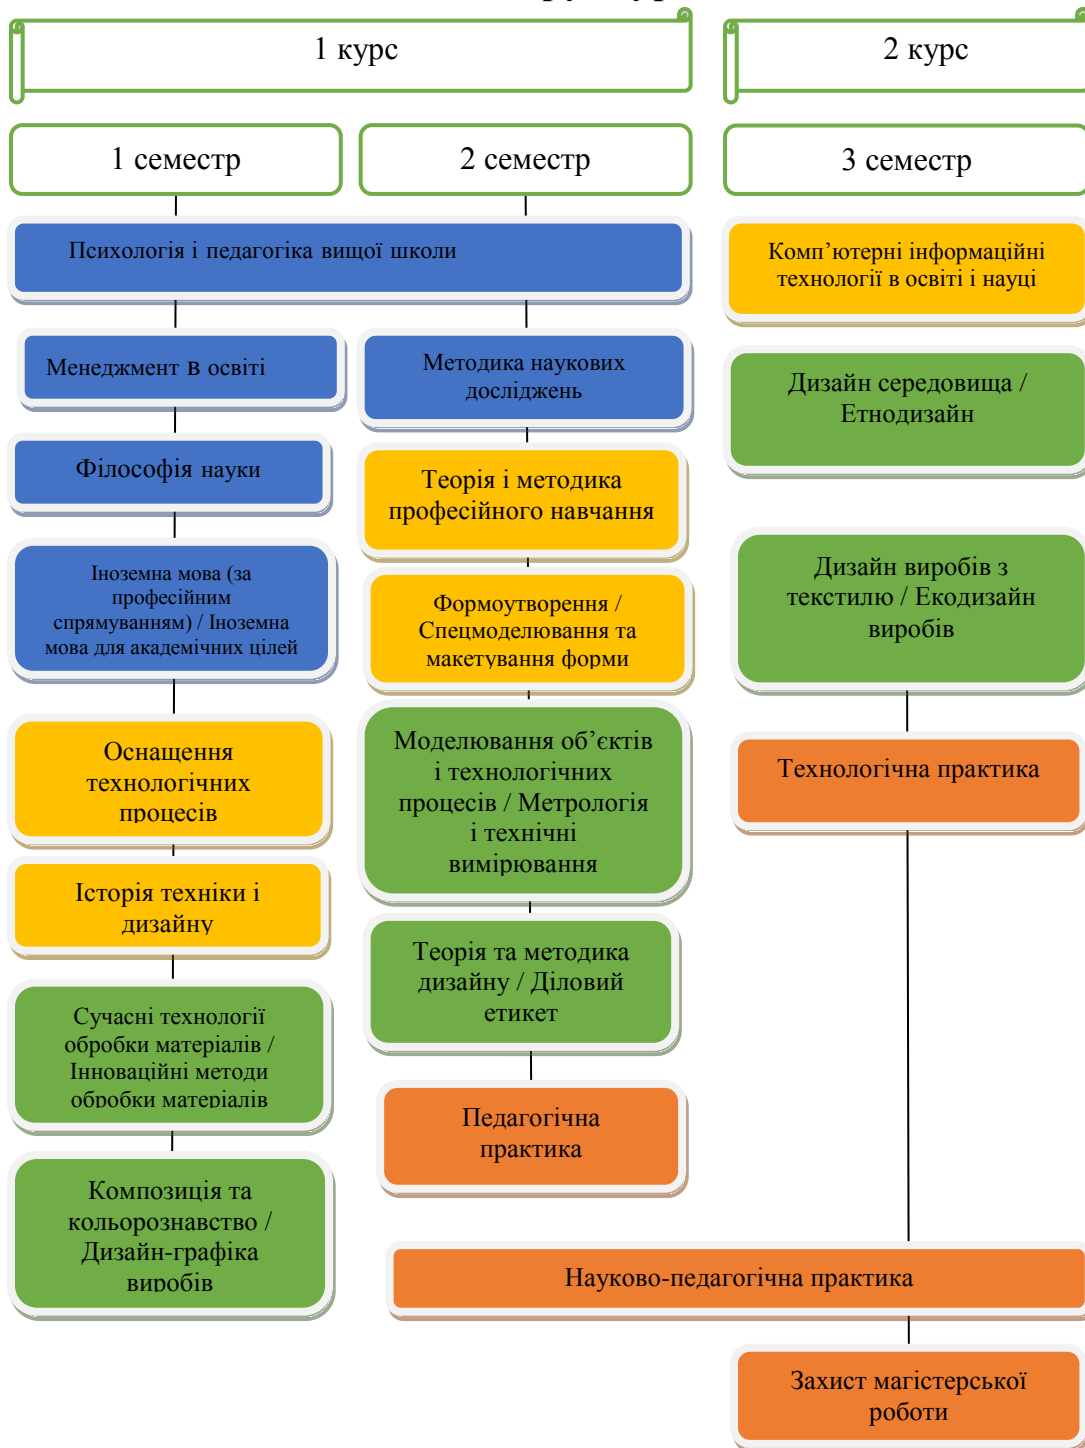 1 курс
2 курс
1 семестр
2 семестр
3 семестр
Психологія і педагогіка вищої школи
Комп’ютерні інформаційні
технології в освіті і науці
Менеджмент в освіті
Методика наукових
досліджень
Дизайн середовища /
Етнодизайн
Філософія науки
Теорія і методика
професійного навчання
Іноземна мова (за
професійним
спрямуванням) / Іноземна
мова для академічних цілей
Формоутворення /
Спецмоделювання та
макетування форми
Дизайн виробів з
текстилю / Екодизайн
виробів
Оснащення
технологічних
процесів
Моделювання об’єктів
і технологічних
процесів / Метрологія
і технічні
вимірювання
Технологічна практика
Історія техніки і
дизайну
Теорія та методика
дизайну / Діловий
етикет
Сучасні технології
обробки матеріалів /
Інноваційні методи
обробки матеріалів
Педагогічна
практика
Композиція та
кольорознавство /
Дизайн-графіка
виробів
Науково-педагогічна практика
Захист магістерської
роботи